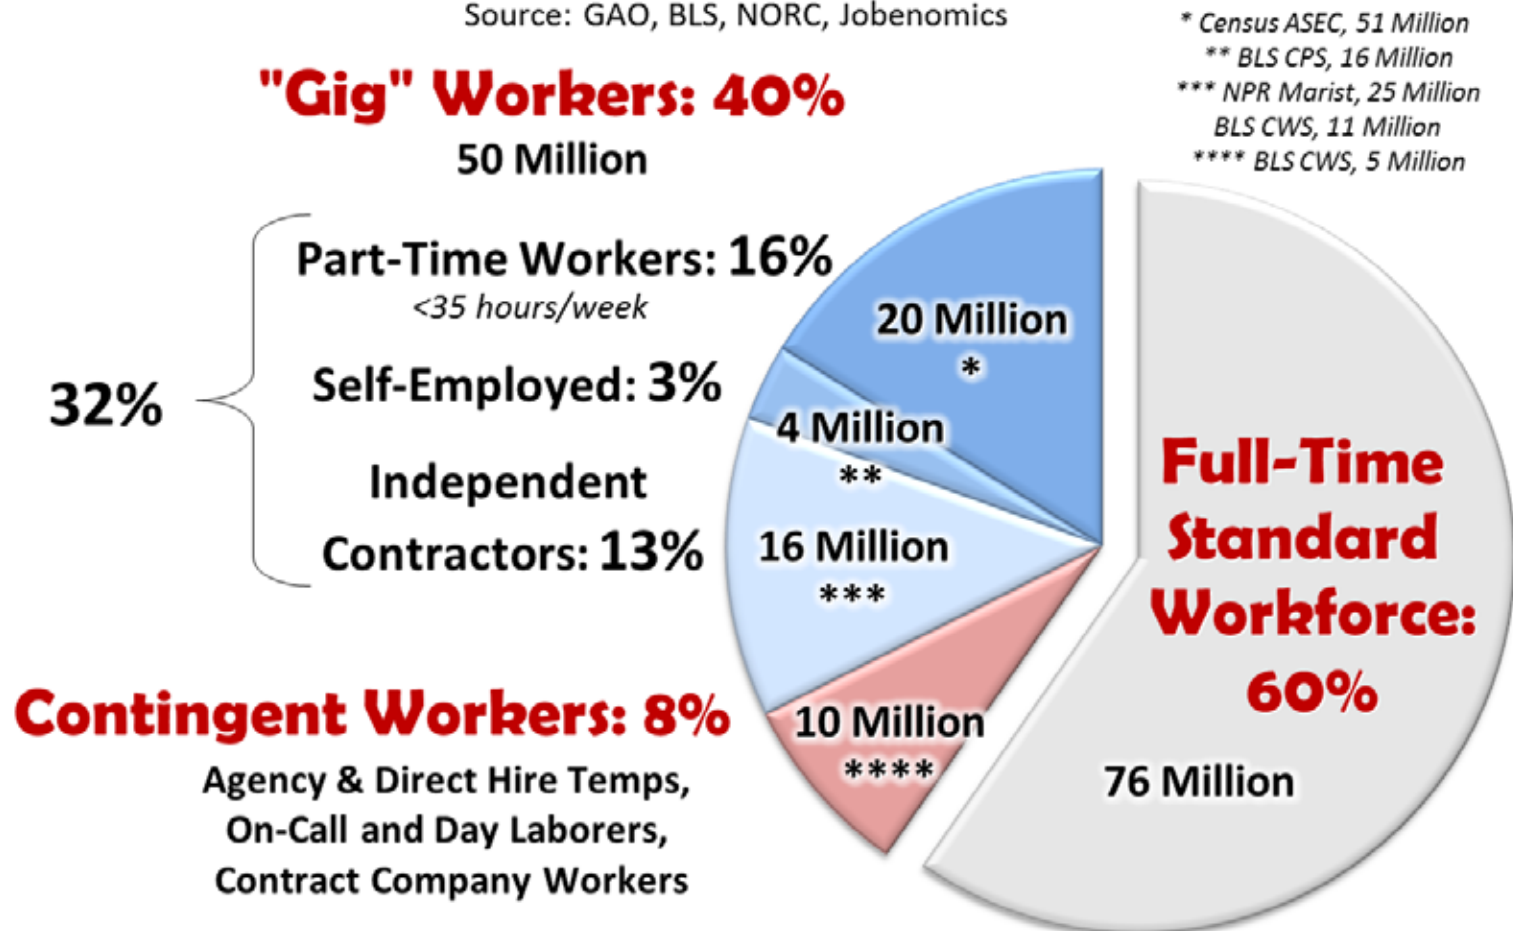 Source: GAO, BLS, NORC, Jobenomics
* Census ASEC, 51 Million
** BLS CPS, 16 Million
*** NPR Marist, 25 Million
BLS CWS, 11 Million
**** BLS CWS, 5 Million
"Gig" Workers: 40%
50 Million
Part-Time Workers: 16%
<35 hours/week
32%
Self-Employed: 3%
Independent
Contractors: 13%
Contingent Workers: 8%
Agency & Direct Hire Temps,
On-Call and Day Laborers,
Contract Company Workers
20 Million
*
4 Million
**
16 Million
***
10 Million
****
Full-Time
Standard
Workforce:
60%
76 Million